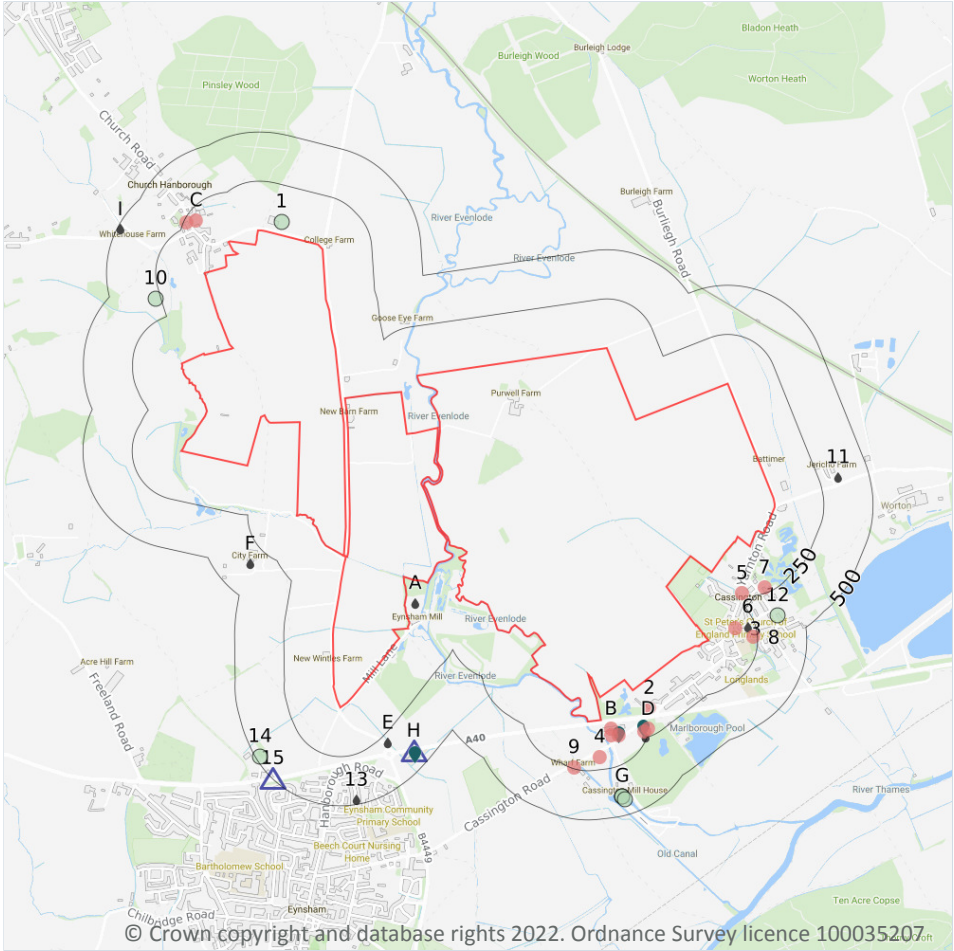 Bladon Heath
Burleigh Lodge
Burleigh Wood
Worton Heath
Pinsley Wood
Church Road
Church Hanborough
C
1
I
Whitehouse Farm
College Farm
Burleigh Farm
Burliegh Road
River Evenlode
River Evenlode
10
Goose Eye Farm
Purwell Farm
New Barn Farm
River Evenlode
Battimer
11
Jericho Farm
Worton
Yarnton Road
F
City Farm
250
500
5
7
A
Cassington
12
6
Eynsham Mill
River Evenlode
St Peter's Church of
England Primary School
3
8
New Wintles Farm
Mill Lane
Acre Hill Farm
Freeland Road
River Evenlode
Longlands
2
B
D
Marlborough Pool
E
H
A40
4
14
15
9
Wharf Farm
13
Hanborough Road
G
Cassington Mill House
River Thames
Eynsham Community
Primary School
Cassington Road
B4449
Beech Court Nursing
Home
Old Canal
Bartholomew School
Ten Acre Copse
Eynsham
Chilbridge Road
© Crown copyright and database rights 2022. Ordnance Survey licence 100035207.